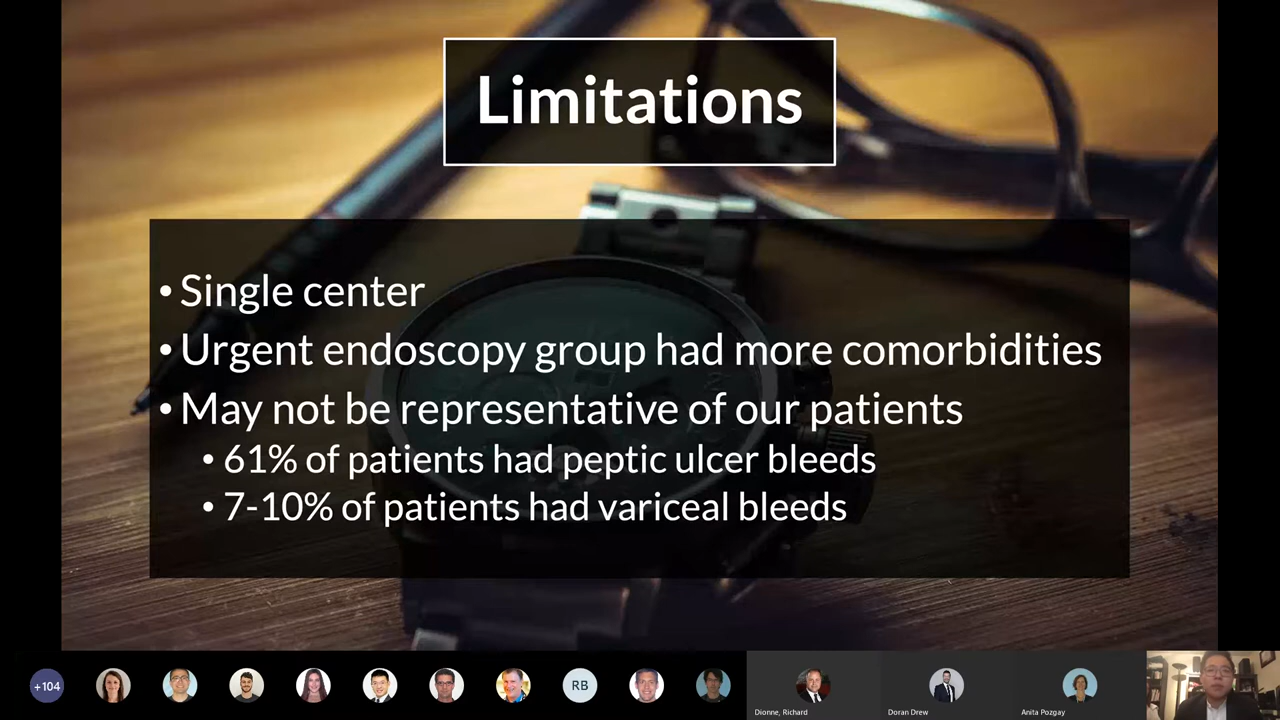 Limitations
• Single center
• Urgent endoscopy group had more comorbidities
• May not be representative of our patients
• 61% of patients had peptic ulcer bleeds
• 7-10% of patients had variceal bleeds
+104
RB
Dionne, Richard
Doran Drew
Anita Pozgay